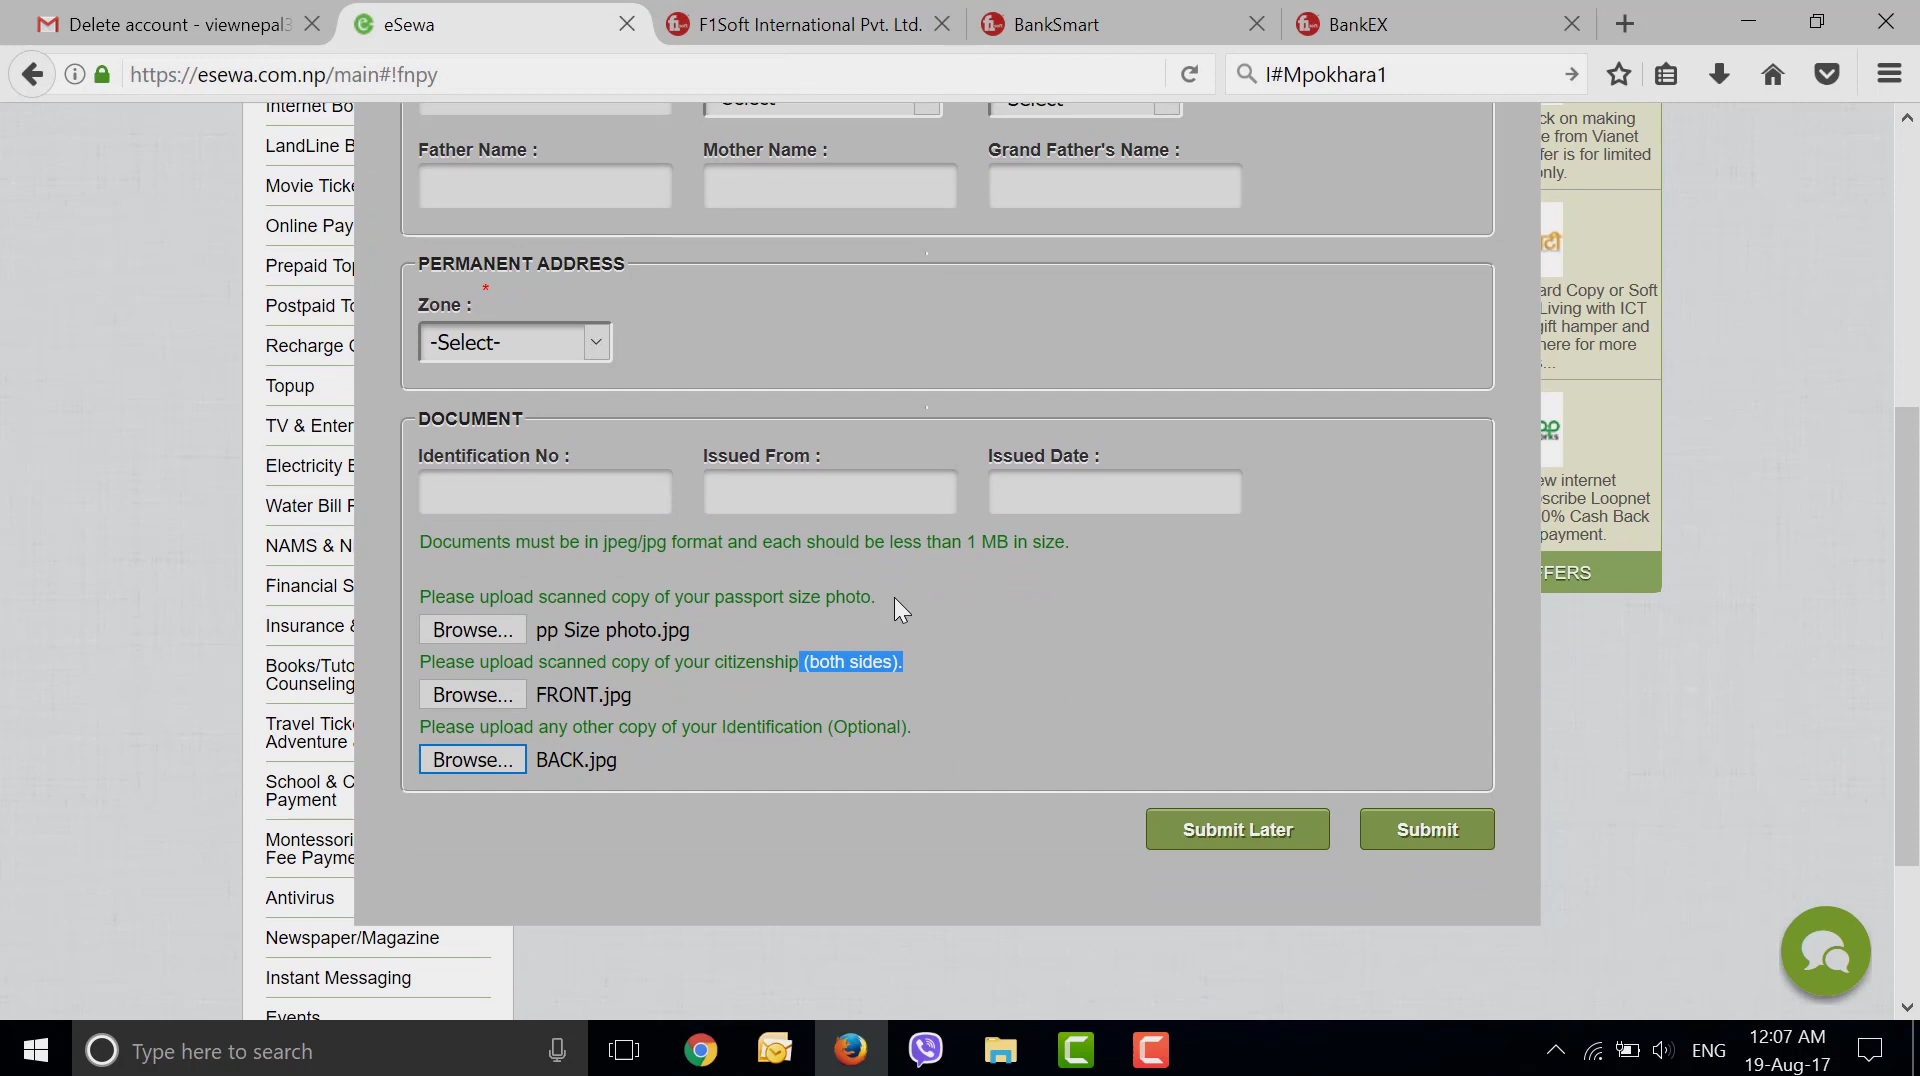 Delete account - viewnepal3
eSewa
F1Soft International Pvt. Ltd.
BankSmart
BankEX
https://esewa.com.np/main#!fnpy
I#Mpokhara1
Internet Bo
LandLine B
Movie Ticke
Online Pay
Prepaid Top
Postpaid To
Recharge C
Topup
TV & Enter
Electricity B
Water Bill P
NAMS & N
Financial S
Insurance &
Books/Tuto
Counseling
Travel Ticke
Adventure &
School & C
Payment
Montessori
Fee Payme
Antivirus
Newspaper/Magazine
Instant Messaging
Events
Father Name :
Mother Name :
Grand Father's Name :
PERMANENT ADDRESS
*
Zone :
-Select-
DOCUMENT
Identification No :
Issued From :
Issued Date :
Documents must be in jpeg/jpg format and each should be less than 1 MB in size.
Please upload scanned copy of your passport size photo.
Browse... pp Size photo.jpg
Please upload scanned copy of your citizenship (both sides).
Browse... FRONT.jpg
Please upload any other copy of your Identification (Optional).
Browse... BACK.jpg
Submit Later
Submit
ck on making
e from Vianet
fer is for limited
only.
ard Copy or Soft
Living with ICT
gift hamper and
here for more
s...
ew internet
scribe Loopnet
0% Cash Back
payment.
FFERS
Type here to search
ENG
12:07 AM
19-Aug-17